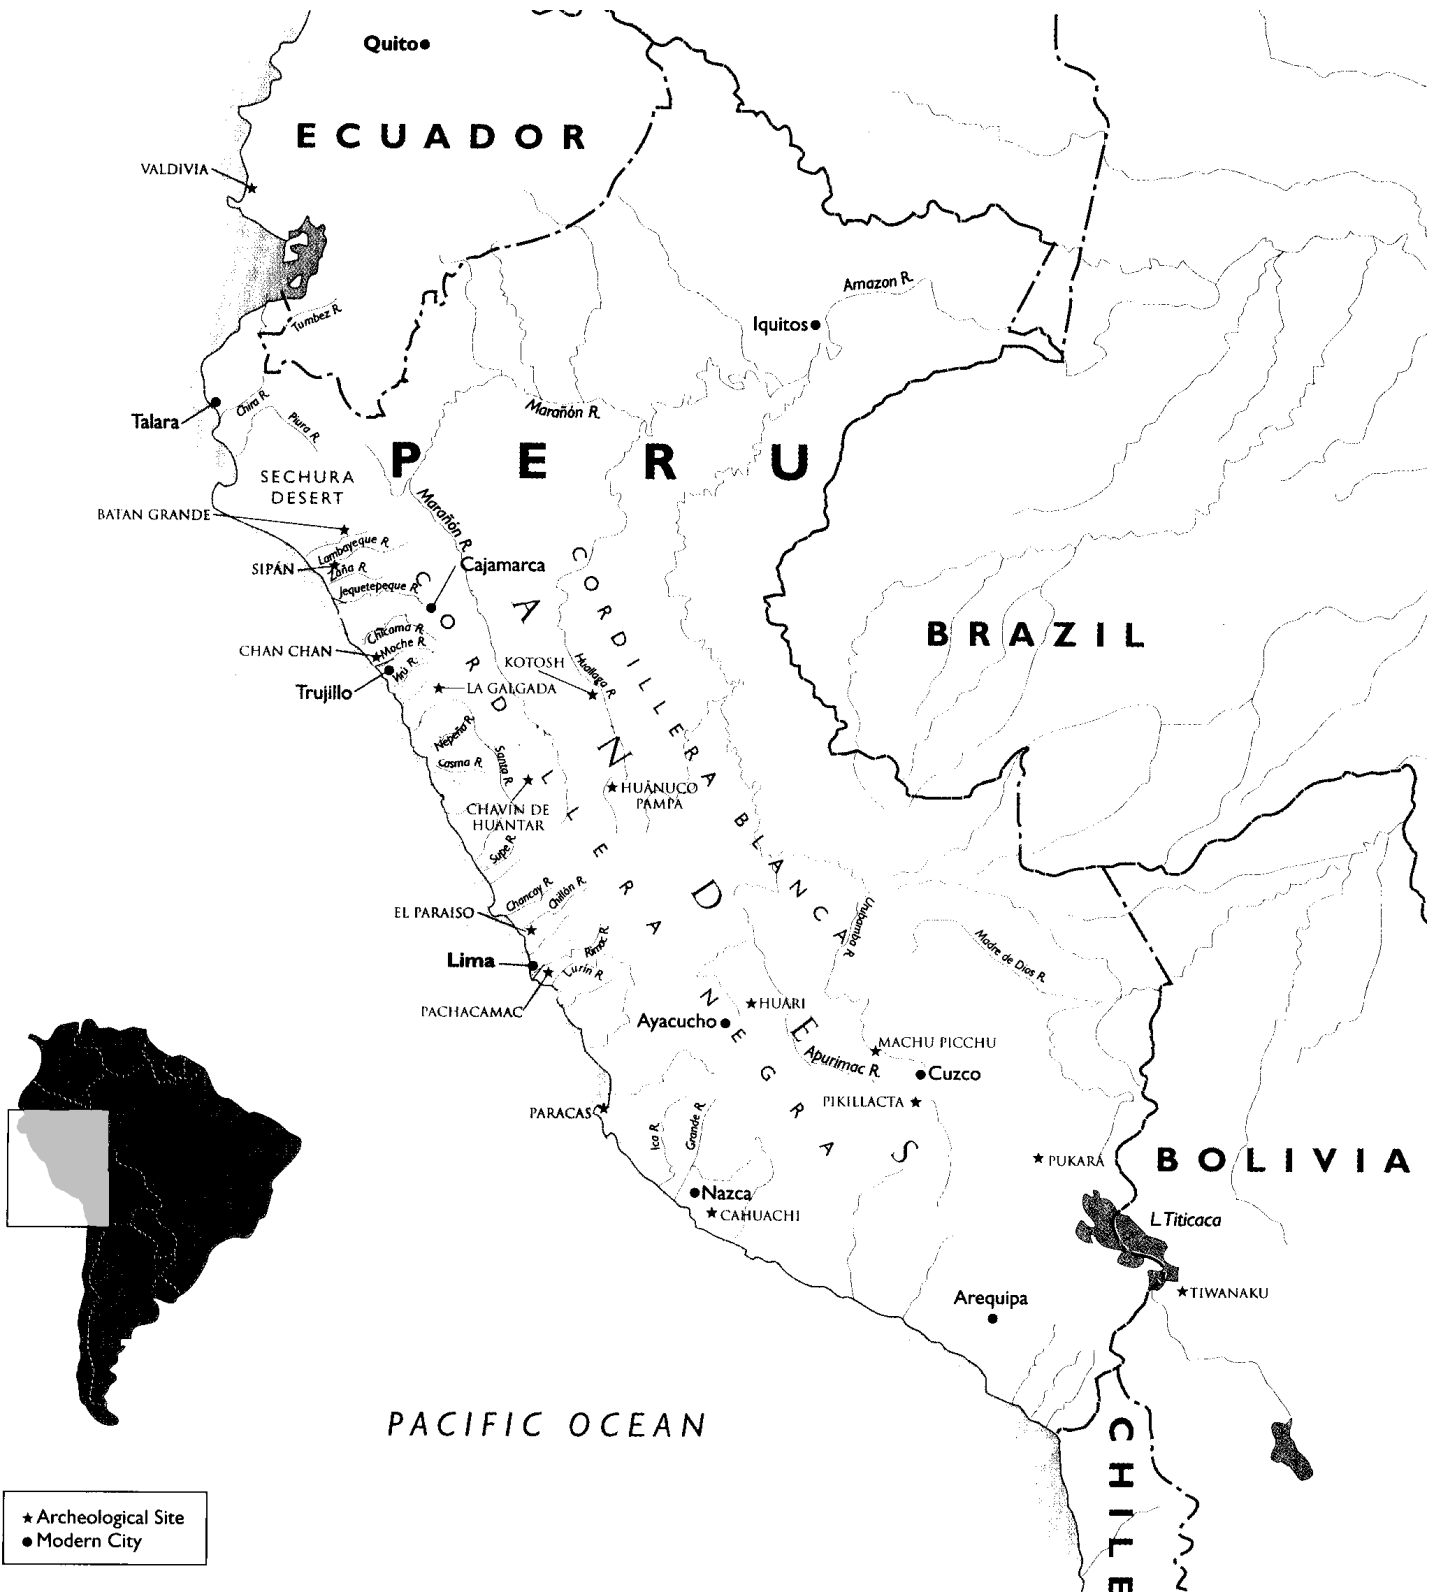 Quito
ECUADOR
VALDIVIA
Tumbez R.
Amazon R.
Iquitos
Talara
Chira R.
Piura R.
Marañón R.
PERU
SECHURA
DESERT
BATAN GRANDE
Marañón R.
Lambayeque R.
SIPÁN
Zaña R.
Jequetepeque R.
Cajamarca
CORDILLERA NEGRA
CORDILLERA BLANCA
ANDES
BRAZIL
Chicama R.
CHAN CHAN
Moche R.
Virú R.
Trujillo
KOTOSH
Huallaga R.
LA GALGADA
Nepeña R.
Casma R.
Santa R.
HUÁNUCO
PAMPA
CHAVÍN DE
HUÁNTAR
Supe R.
Chancay R.
Chillón R.
EL PARAISO
Urubamba R.
Madre de Dios R.
Rimac R.
Lima
Lurín R.
PACHACAMAC
HUARI
Ayacucho
MACHU PICCHU
Apurimac R.
Cuzco
PIKILLACTA
PARACAS
Ica R.
Grande R.
PUKARÁ
BOLIVIA
Nazca
CAHUACHI
L. Titicaca
TIWANAKU
Arequipa
PACIFIC OCEAN
CHILE
★ Archeological Site
● Modern City